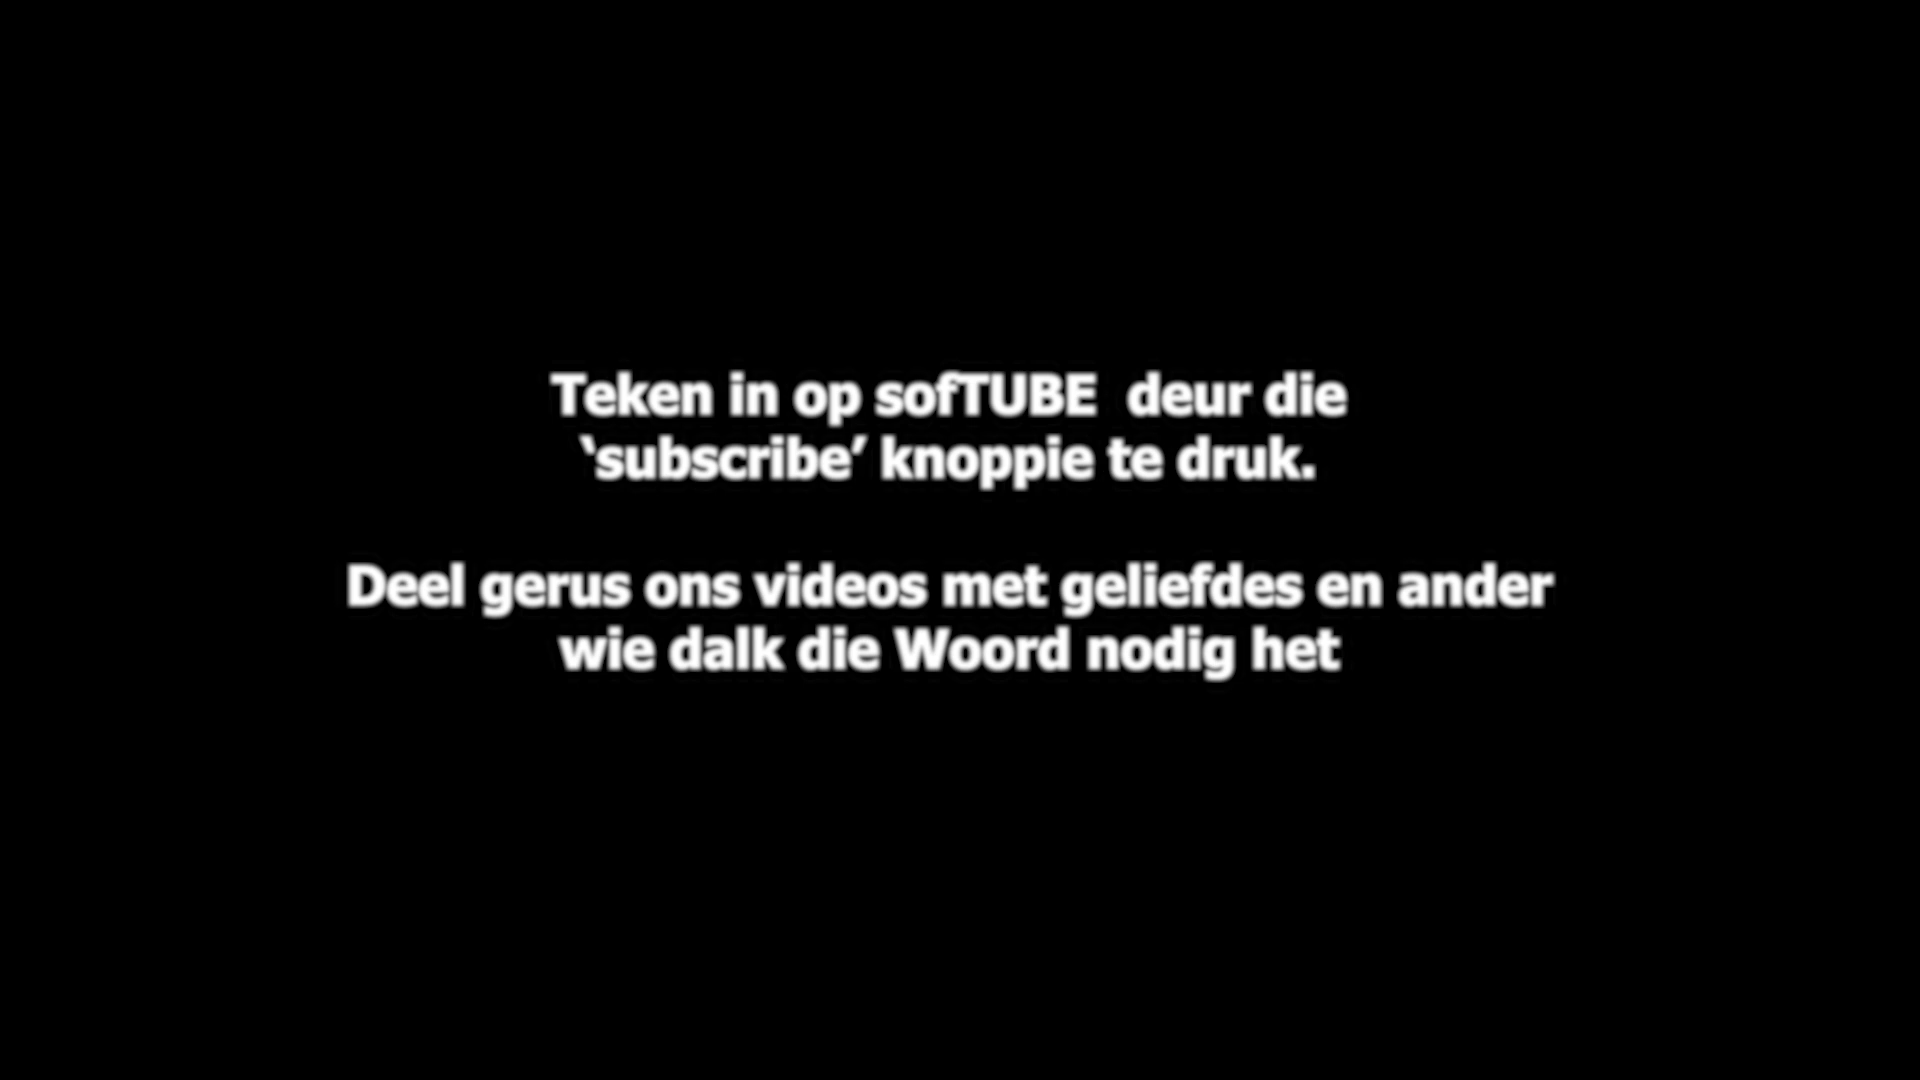 Teken in op sofTUBE  deur die
‘subscribe’ knoppie te druk.
Deel gerus ons videos met geliefdes en ander
wie dalk die Woord nodig het